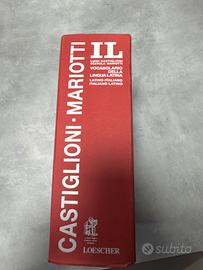 IL
LUIGI CASTIGLIONI
SCEVOLA MARIOTTI
VOCABOLARIO
DELLA
LINGUA LATINA
LATINO ITALIANO
ITALIANO LATINO
CASTIGLIONI · MARIOTTI
LOESCHER
subito